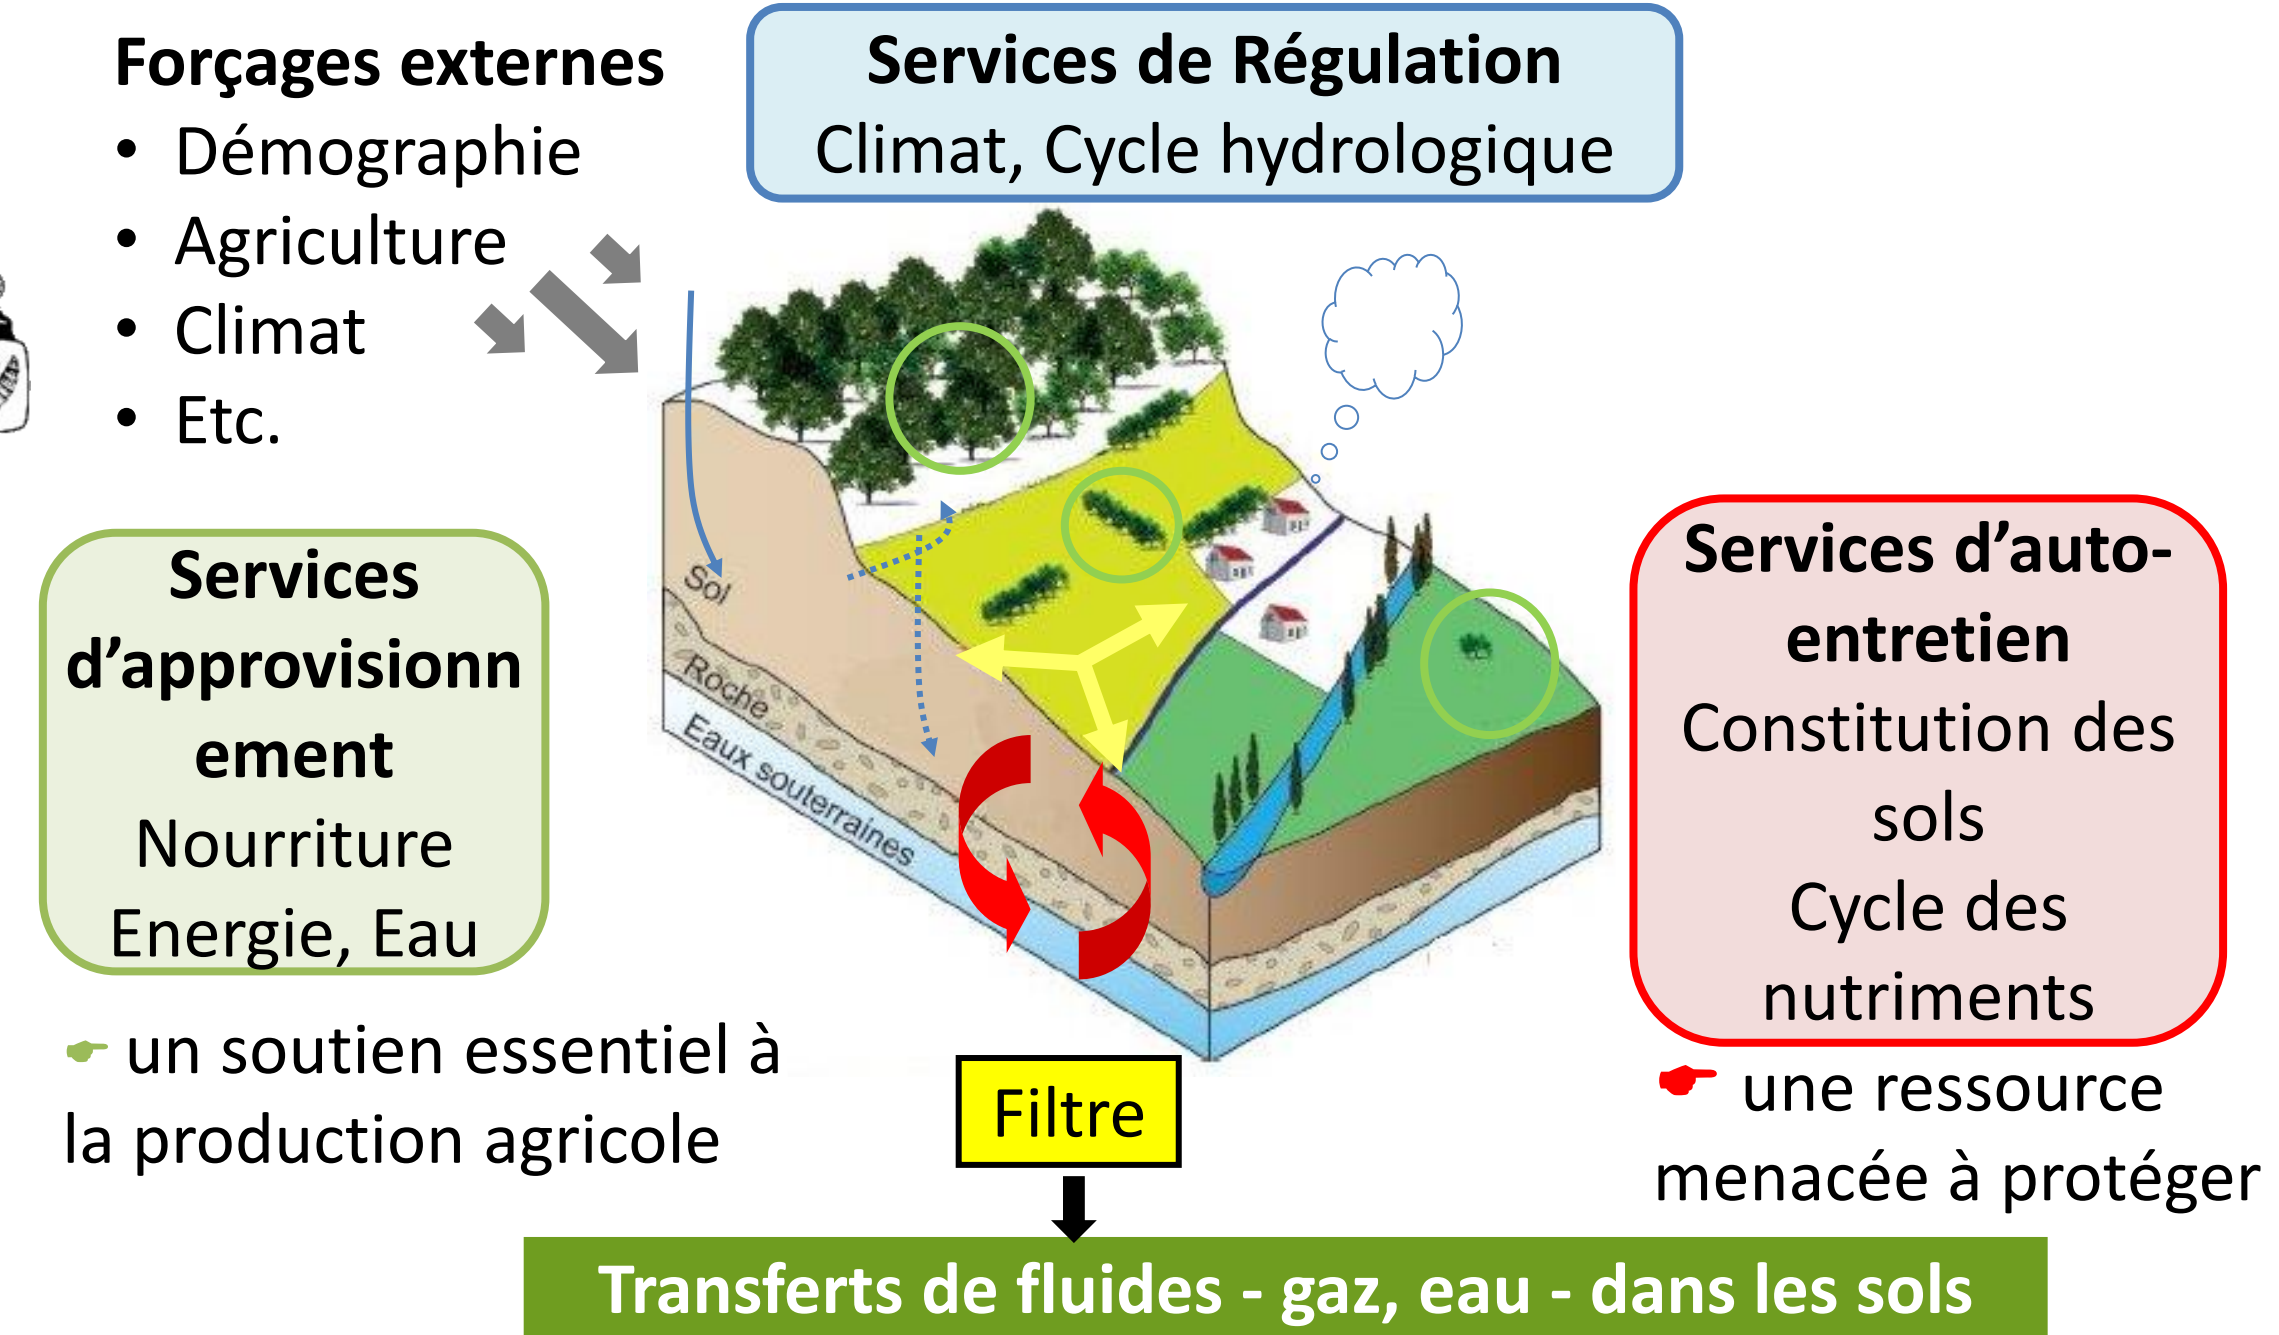 Forçages externes
• Démographie
• Agriculture
• Climat
• Etc.
Services de Régulation
Climat, Cycle hydrologique
Services
d’approvisionn
ement
Nourriture
Energie, Eau
☛ un soutien essentiel à
la production agricole
Sol
Roche
Eaux souterraines
Services d’auto-
entretien
Constitution des
sols
Cycle des
nutriments
☛ une ressource
menacée à protéger
Filtre
Transferts de fluides - gaz, eau - dans les sols